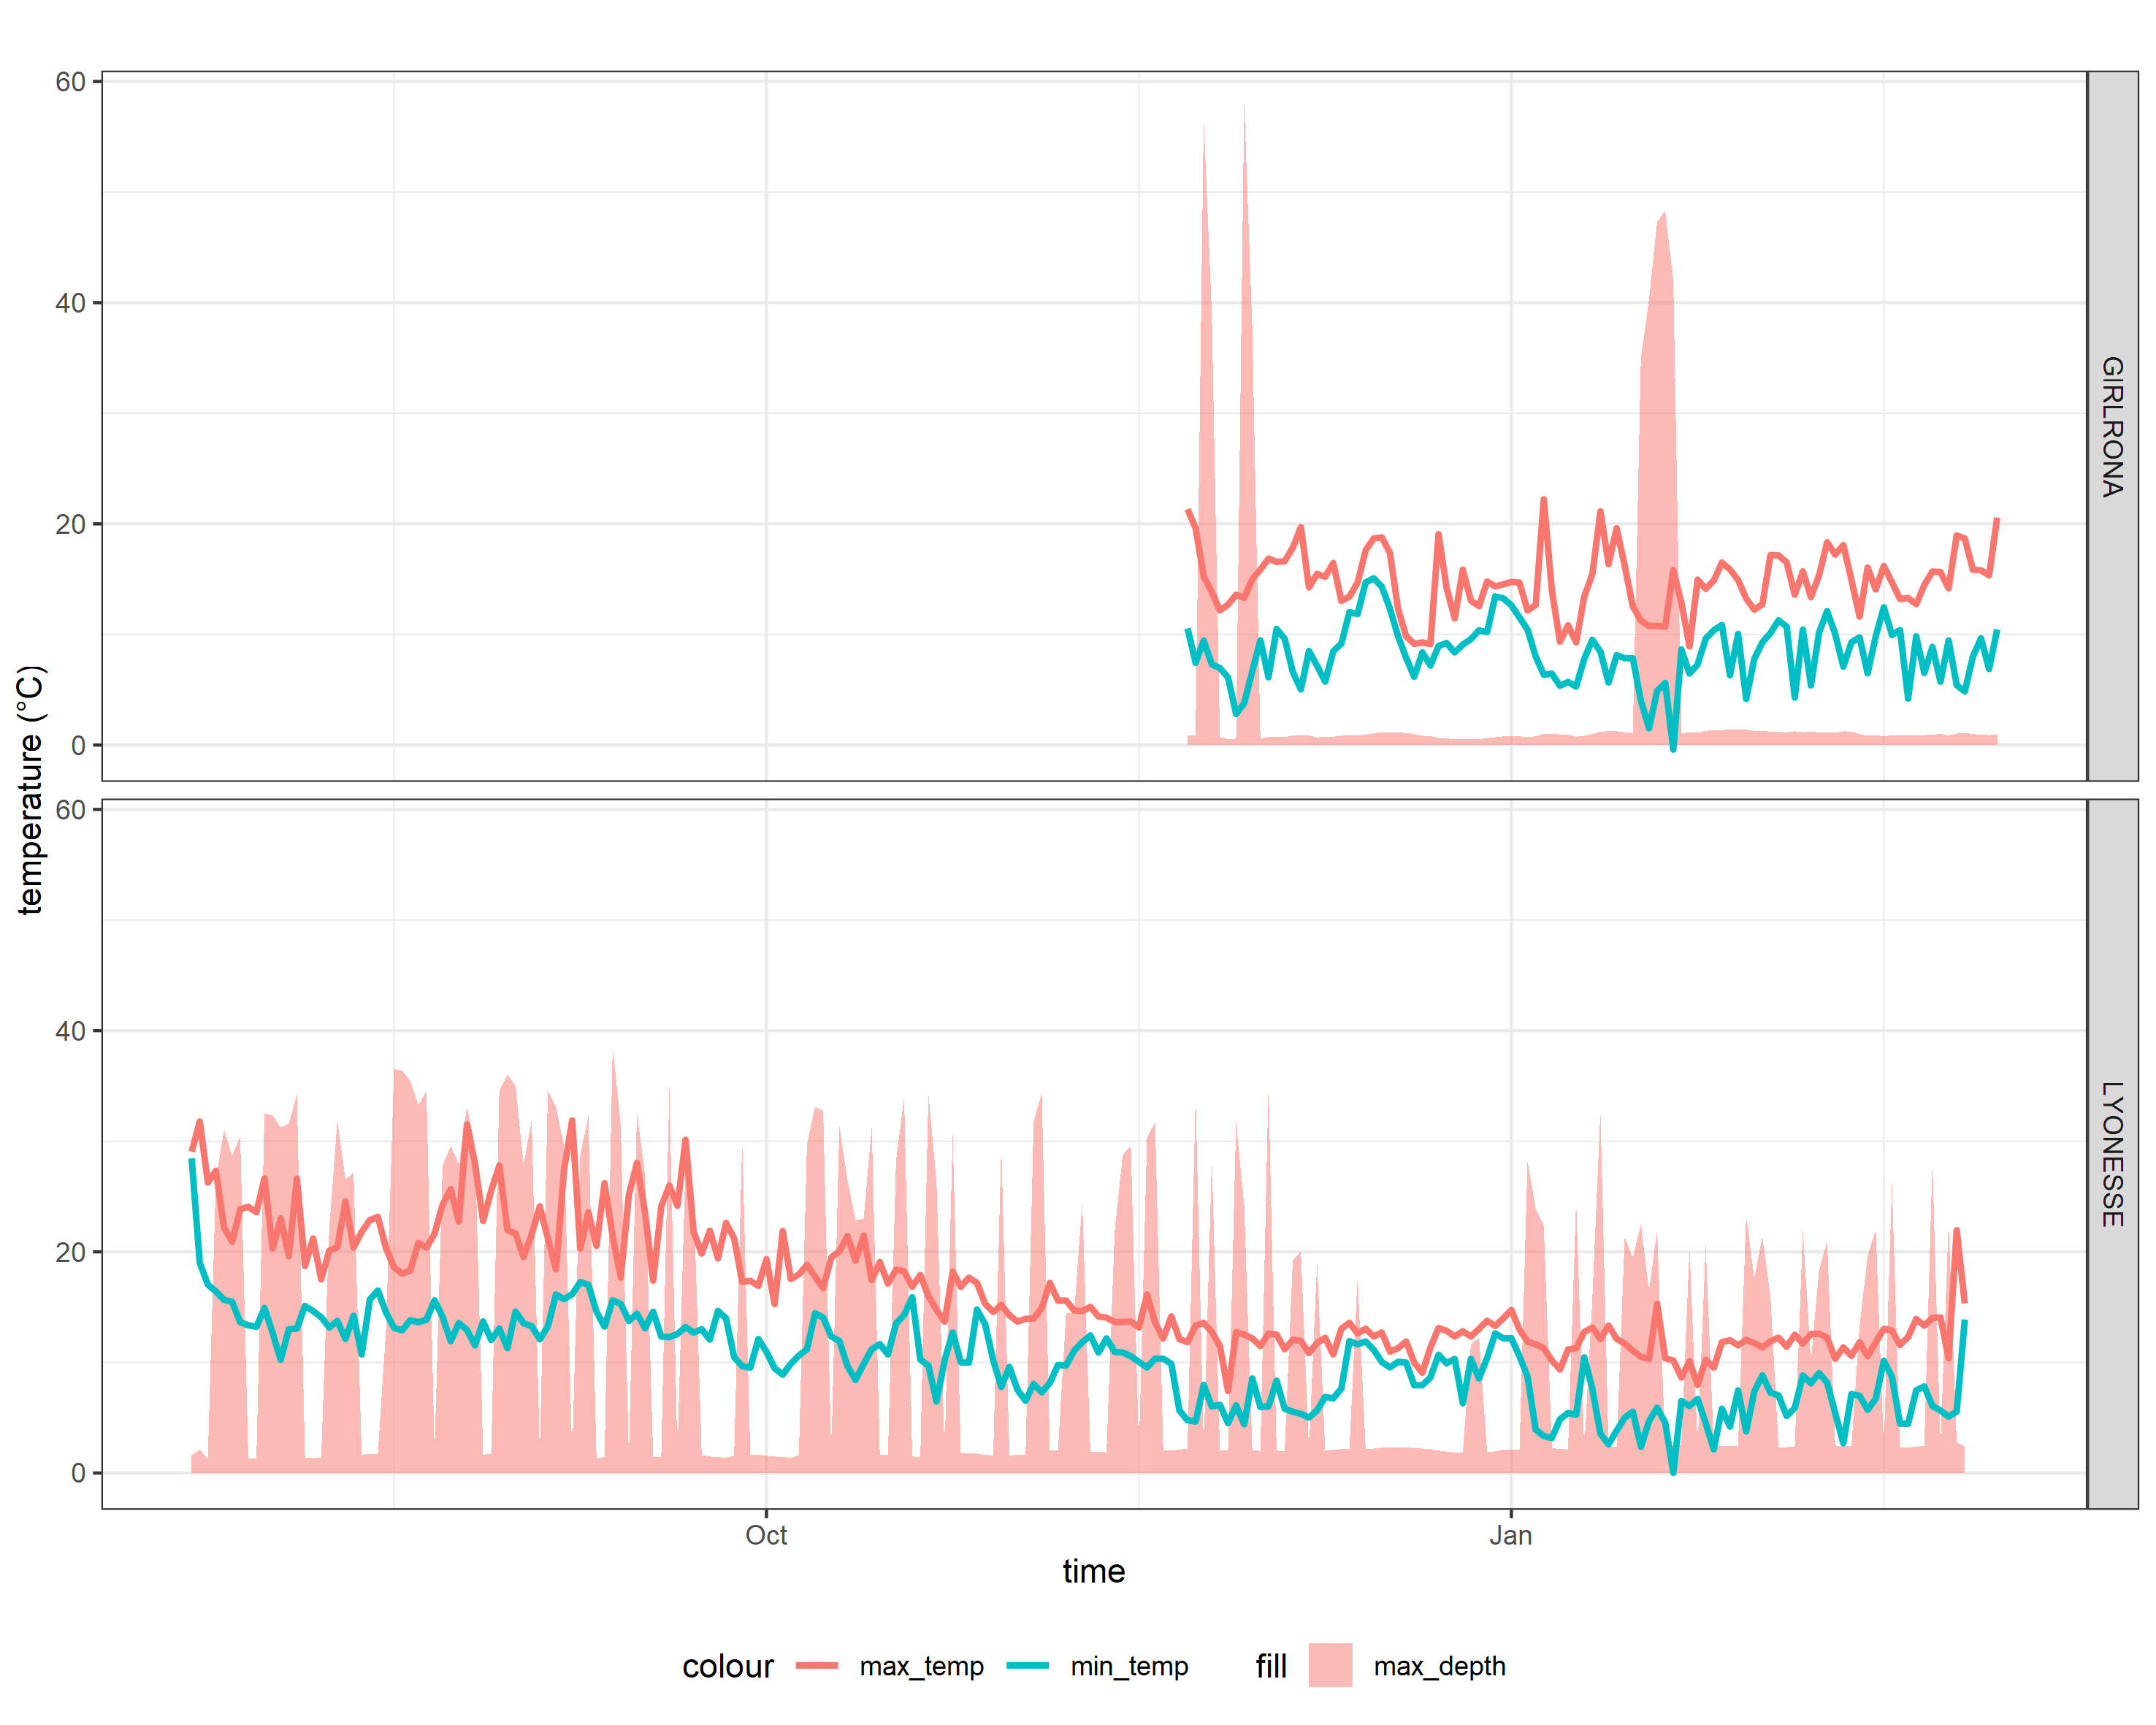 60
40
20
0
GIRLRONA
temperature (°C)
60
40
20
0
LYONESSE
Oct
Jan
time
colour
max_temp
min_temp
fill
max_depth